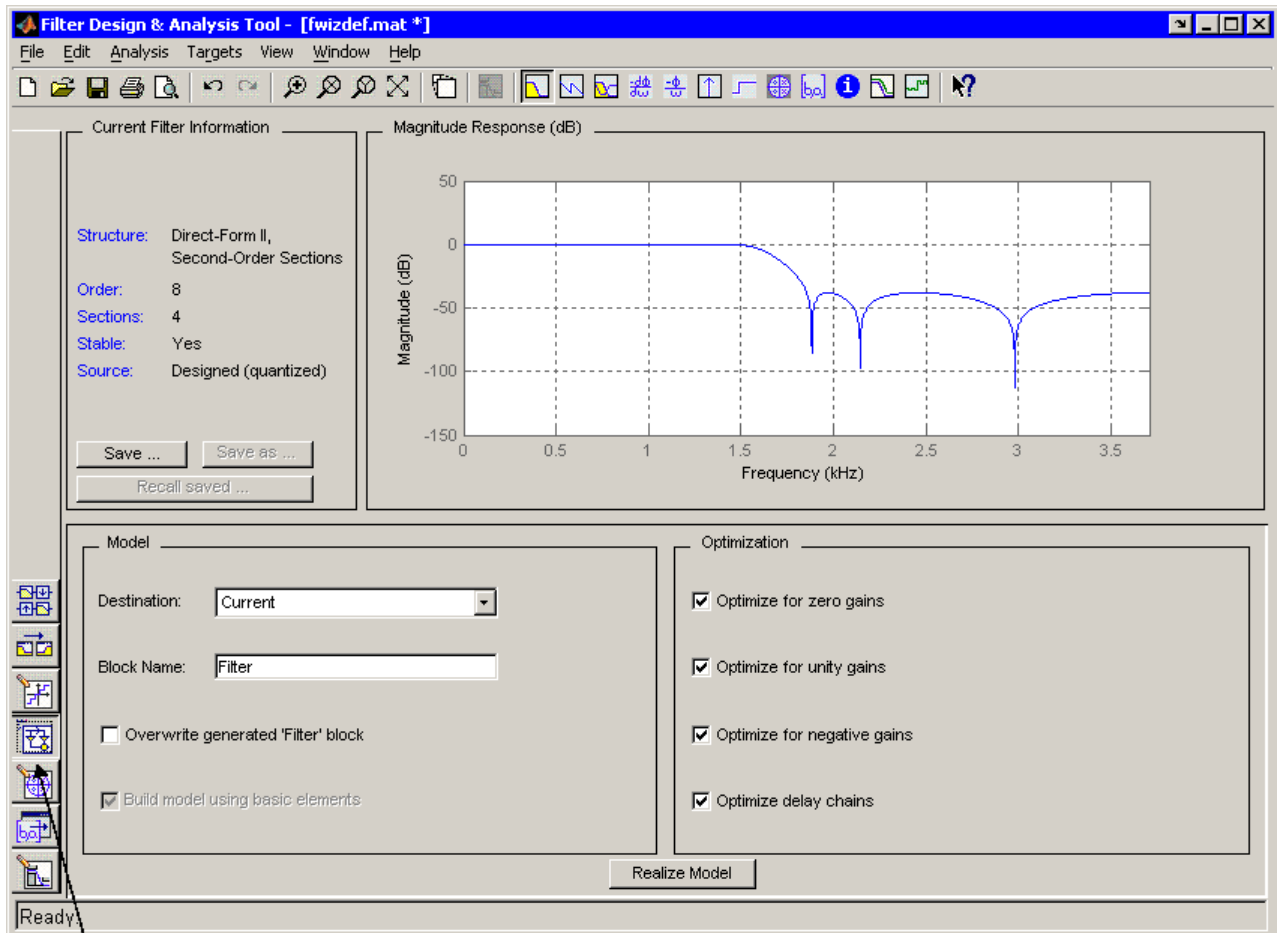 Filter Design & Analysis Tool - [fwizdef.mat *]
File Edit Analysis Targets View Window Help
Current Filter Information
Structure: Direct-Form II,
Second-Order Sections
Order: 8
Sections: 4
Stable: Yes
Source: Designed (quantized)
Save ... Save as ...
Recall saved ...
Magnitude Response (dB)
50
0
-50
-100
-150
Magnitude (dB)
0 0.5 1 1.5 2 2.5 3 3.5
Frequency (kHz)
Model
Destination: Current
Block Name: Filter
Overwrite generated 'Filter' block
Build model using basic elements
Optimization
Optimize for zero gains
Optimize for unity gains
Optimize for negative gains
Optimize delay chains
Realize Model
Ready